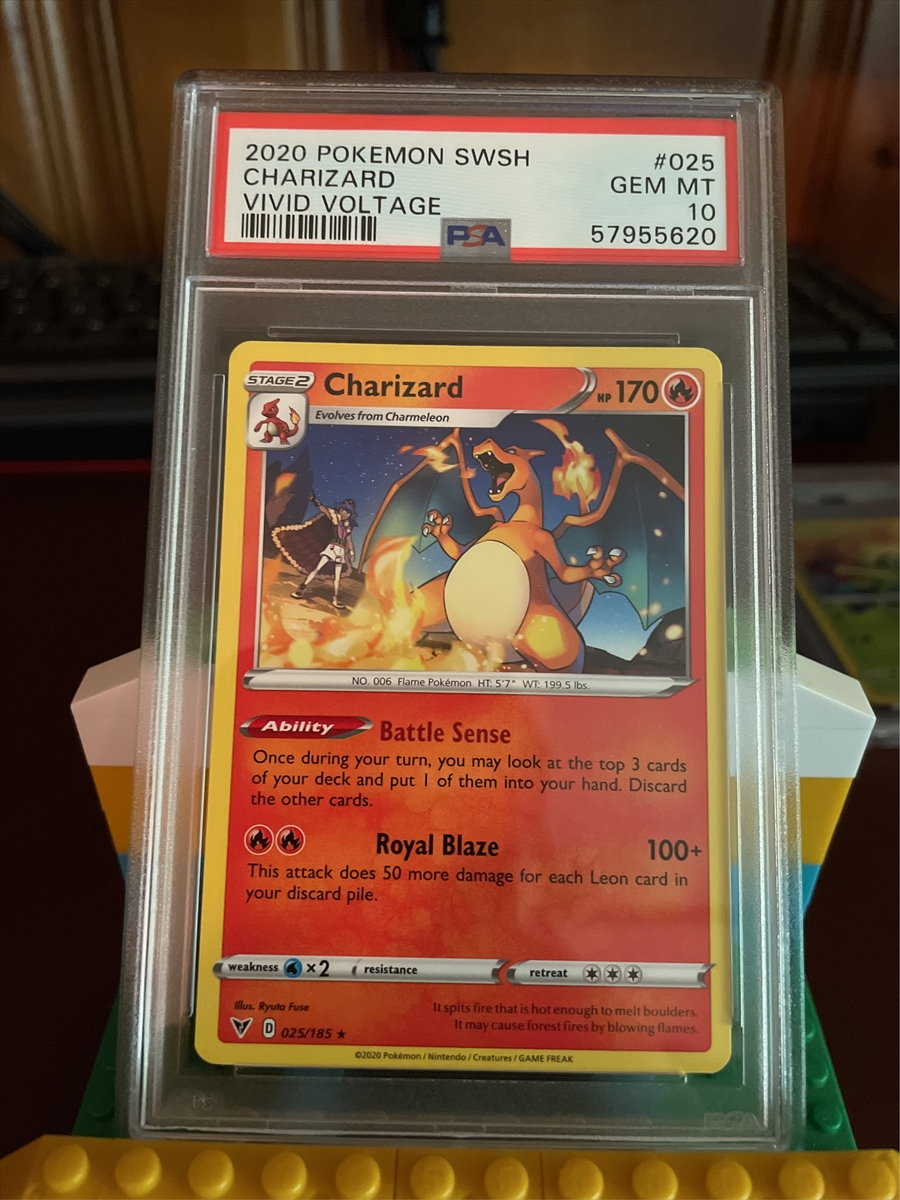 2020 POKEMON SWSH #025
CHARIZARD GEM MT
VIVID VOLTAGE 10
PSA 57955620
STAGE2 Charizard HP 170
Evolves from Charmeleon
NO. 006 Flame Pokémon HT: 5'7" WT: 199.5 lbs.
Ability Battle Sense
Once during your turn, you may look at the top 3 cards
of your deck and put 1 of them into your hand. Discard
the other cards.
Royal Blaze 100+
This attack does 50 more damage for each Leon card in
your discard pile.
weakness ×2 resistance retreat
Illus. Ryuta Fuse
It spits fire that is hot enough to melt boulders.
It may cause forest fires by blowing flames.
D 025/185 ★
©2020 Pokémon / Nintendo / Creatures / GAME FREAK
PSA